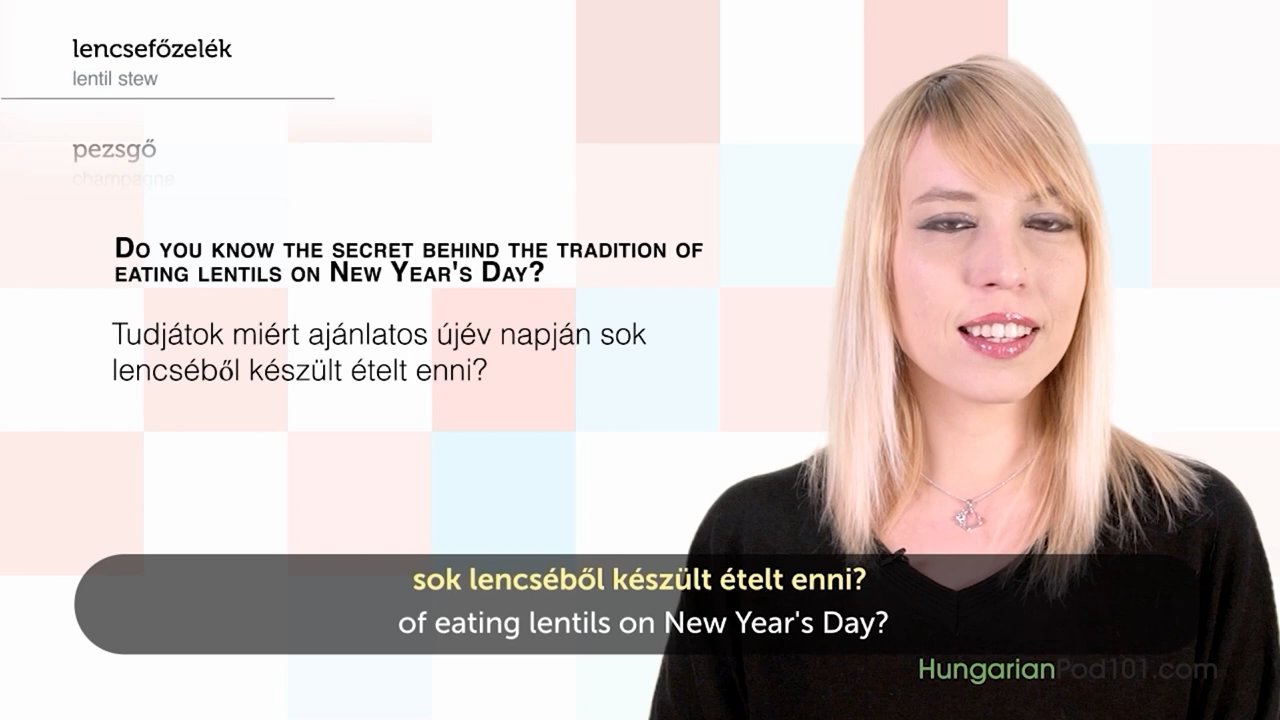 lencsefőzelék
lentil stew
pezsgő
champagne
Do you know the secret behind the tradition of
eating lentils on New Year's Day?
Tudjátok miért ajánlatos újév napján sok
lencséből készült ételt enni?
sok lencséből készült ételt enni?
of eating lentils on New Year's Day?
HungarianPod101.com